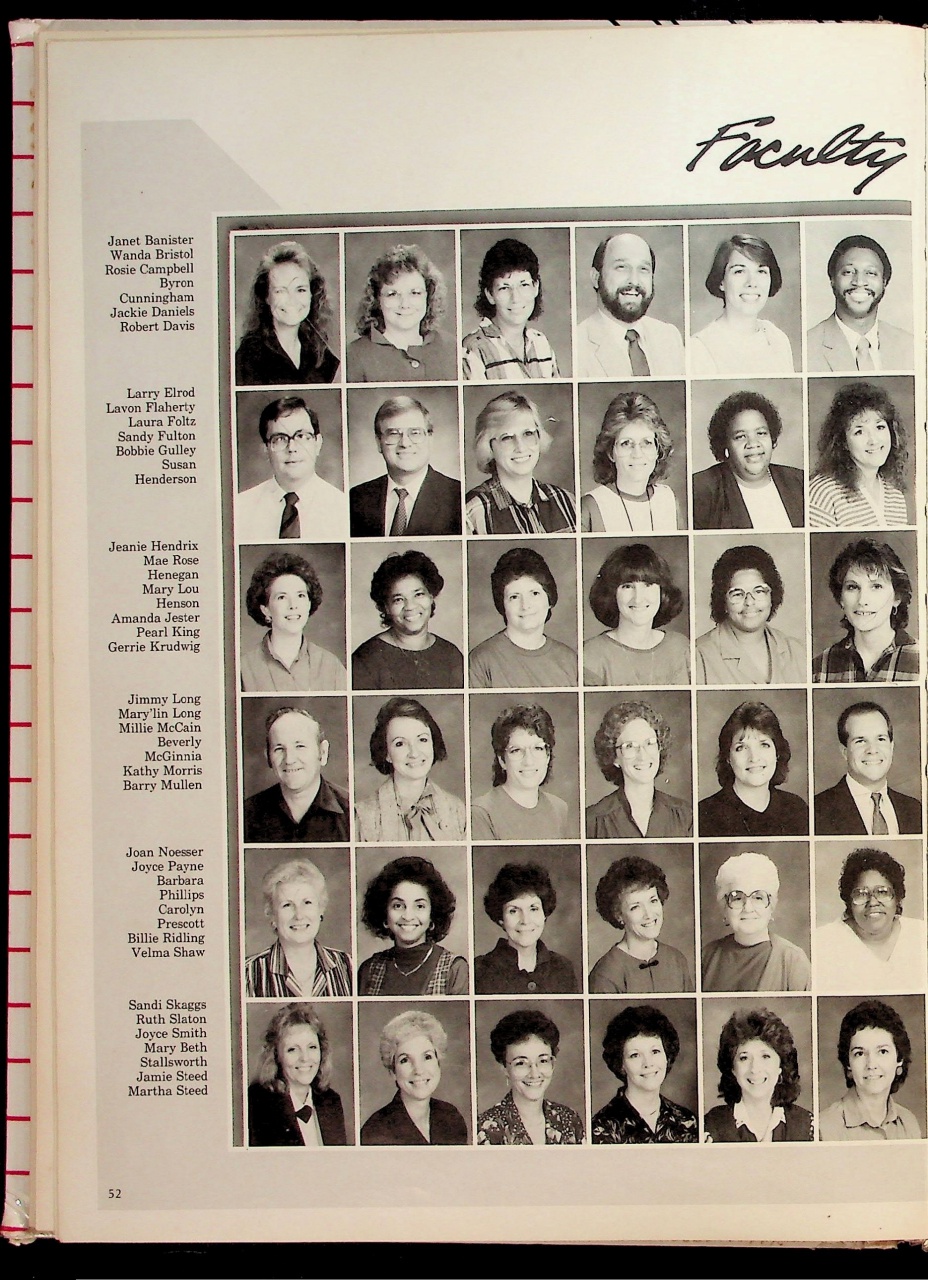 Faculty
Janet Banister
Wanda Bristol
Rosie Campbell
Byron
Cunningham
Jackie Daniels
Robert Davis
Larry Elrod
Lavon Flaherty
Laura Foltz
Sandy Fulton
Bobbie Gulley
Susan
Henderson
Jeanie Hendrix
Mae Rose
Henegan
Mary Lou
Henson
Amanda Jester
Pearl King
Gerrie Krudwig
Jimmy Long
Mary'lin Long
Millie McCain
Beverly
McGinnia
Kathy Morris
Barry Mullen
Joan Noesser
Joyce Payne
Barbara
Phillips
Carolyn
Prescott
Billie Ridling
Velma Shaw
Sandi Skaggs
Ruth Slaton
Joyce Smith
Mary Beth
Stallsworth
Jamie Steed
Martha Steed
52